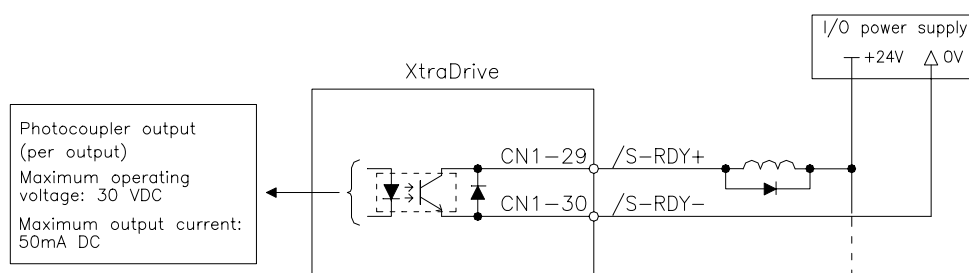 I/O power supply
+24V
0V
XtraDrive
Photocoupler output
(per output)
Maximum operating
voltage: 30 VDC
Maximum output current:
50mA DC
CN1-29
/S-RDY+
CN1-30
/S-RDY-